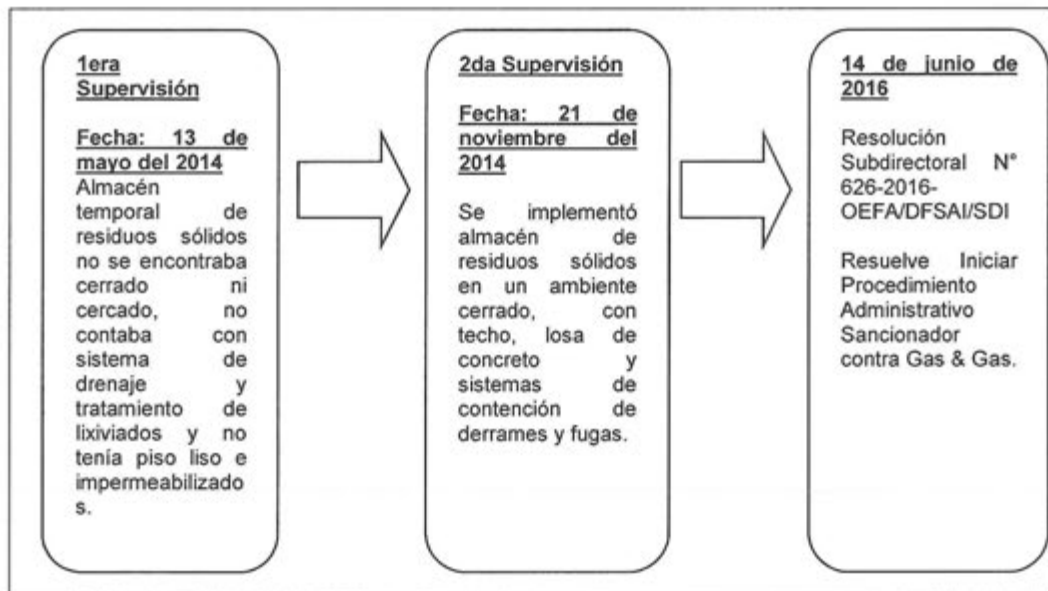 1era
Supervisión
Fecha: 13 de
mayo del 2014
Almacén
temporal de
residuos sólidos
no se encontraba
cerrado ni
cercado, no
contaba con
sistema de
drenaje y
tratamiento de
lixiviados y no
tenía piso liso e
impermeabilizado
s.
2da Supervisión
Fecha: 21 de
noviembre del
2014
Se implementó
almacén de
residuos sólidos
en un ambiente
cerrado, con
techo, losa de
concreto y
sistemas de
contención de
derrames y fugas.
14 de junio de
2016
Resolución
Subdirectoral N°
626-2016-
OEFA/DFSAI/SDI
Resuelve Iniciar
Procedimiento
Administrativo
Sancionador
contra Gas & Gas.